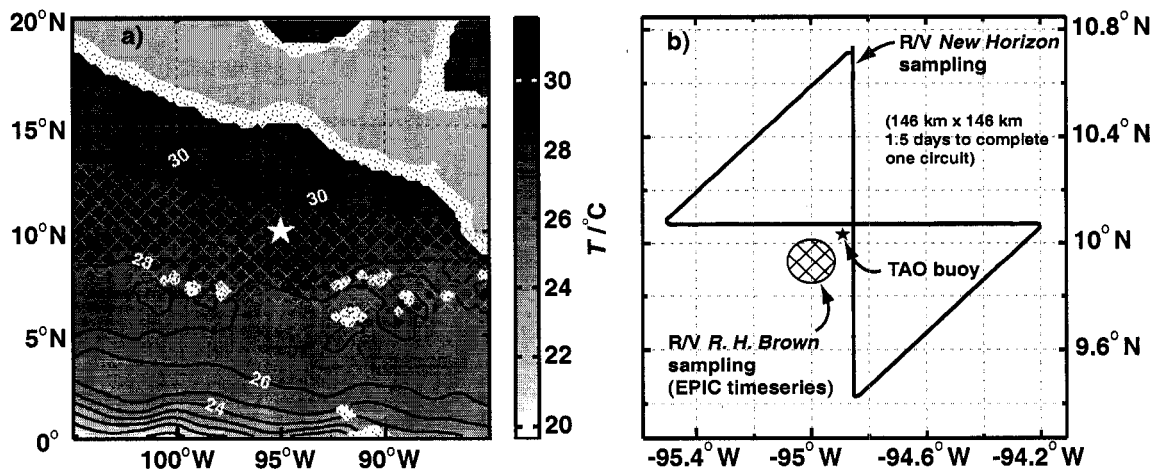 a)
20°N
15°N
10°N
5°N
0°
100°W
95°W
90°W
30
30
28
26
24
30
28
26
24
22
20
T /°C
b)
R/V New Horizon
sampling
(146 km x 146 km
1.5 days to complete
one circuit)
TAO buoy
R/V R. H. Brown
sampling
(EPIC timeseries)
10.8°N
10.4°N
10°N
9.6°N
-95.4°W
-95°W
-94.6°W
-94.2°W